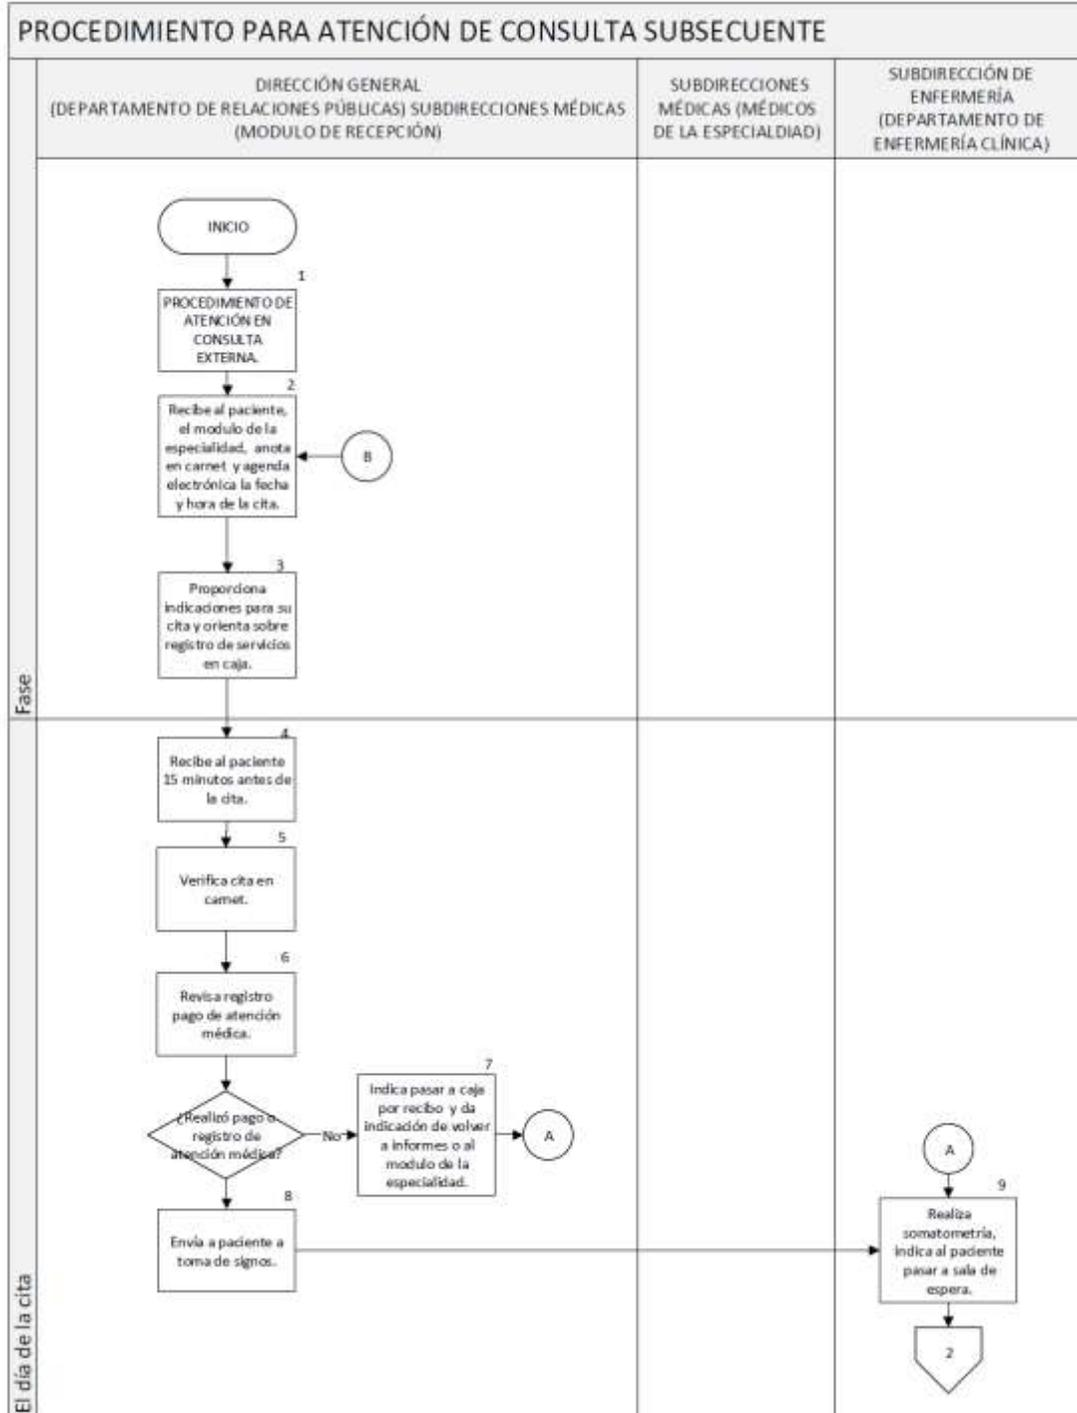 PROCEDIMIENTO PARA ATENCIÓN DE CONSULTA SUBSECUENTE
DIRECCIÓN GENERAL
(DEPARTAMENTO DE RELACIONES PÚBLICAS) SUBDIRECCIONES MÉDICAS
(MODULO DE RECEPCIÓN)
SUBDIRECCIONES
MÉDICAS (MÉDICOS
DE LA ESPECIALDIAD)
SUBDIRECCIÓN DE
ENFERMERÍA
(DEPARTAMENTO DE
ENFERMERÍA CLÍNICA)
Fase
INICIO
1
PROCEDIMIENTO DE
ATENCIÓN EN
CONSULTA
EXTERNA.
2
Recibe al paciente,
el modulo de la
especialidad, anota
en carnet y agenda
electrónica la fecha
y hora de la cita.
B
3
Proporciona
indicaciones para su
cita y orienta sobre
registro de servicios
en caja.
El día de la cita
4
Recibe al paciente
15 minutos antes de
la cita.
5
Verifica cita en
carnet.
6
Revisa registro
pago de atención
médica.
¿Realizó pago o
registro de
atención médica?
No
7
Indica pasar a caja
por recibo y da
indicación de volver
a informes o al
modulo de la
especialidad.
A
8
Envía a paciente a
toma de signos.
A
9
Realiza
somatometría,
indica al paciente
pasar a sala de
espera.
2